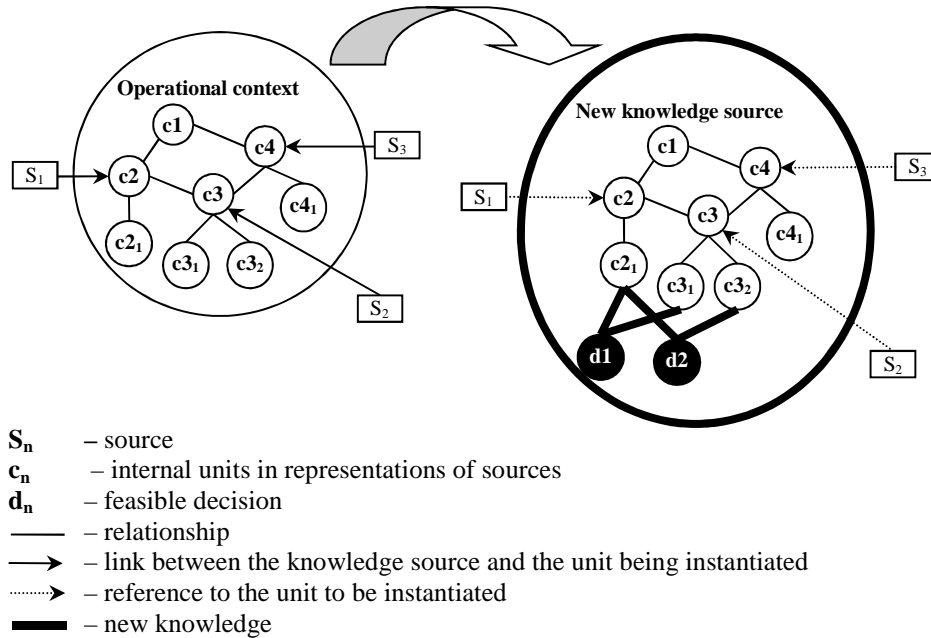 Operational context
c1
c4
S₃
S₁
c2
c3
c4₁
c2₁
c3₁
c3₂
S₂
New knowledge source
c1
c4
S₃
S₁
c2
c3
c4₁
c2₁
c3₁
c3₂
d1
d2
S₂
Sₙ – source
cₙ – internal units in representations of sources
dₙ – feasible decision
– relationship
– link between the knowledge source and the unit being instantiated
– reference to the unit to be instantiated
– new knowledge